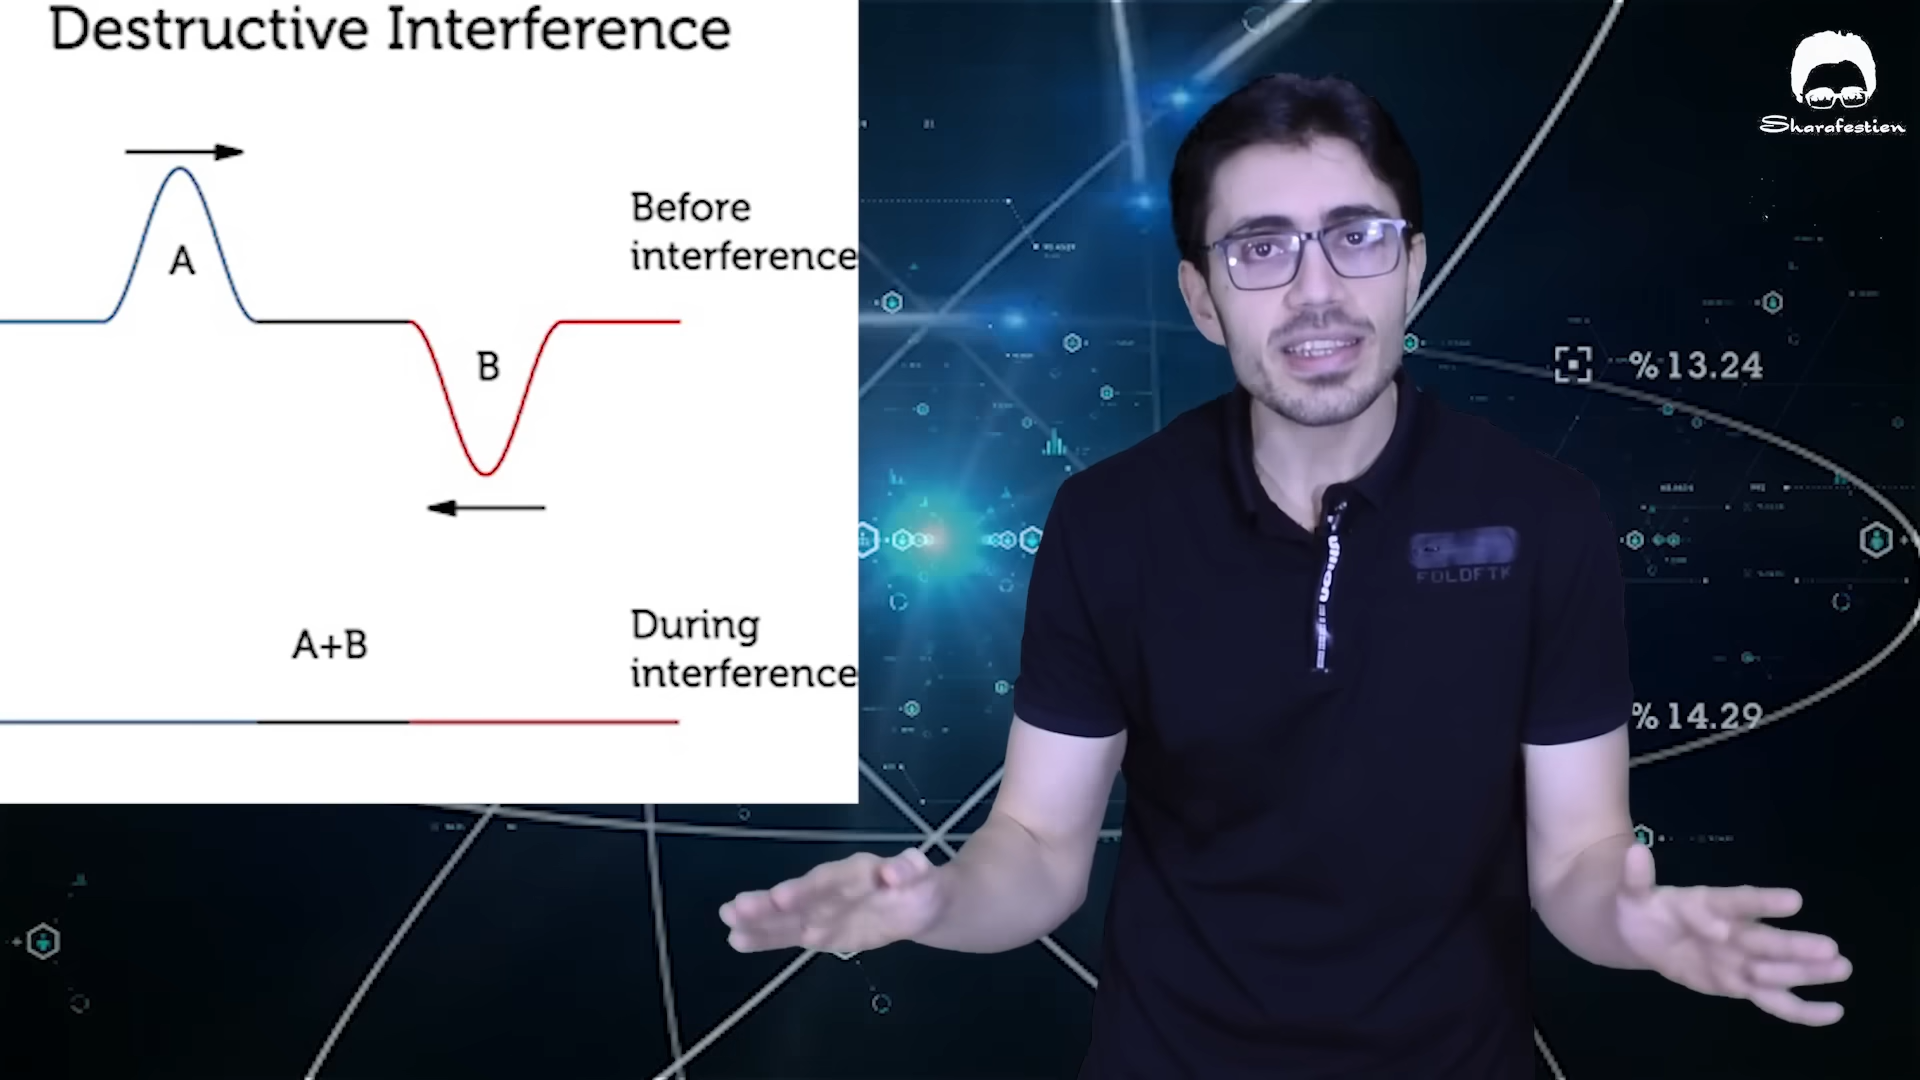 Destructive Interference
A
Before
interference
B
A+B
During
interference
Sharafestien
% 13.24
% 14.29